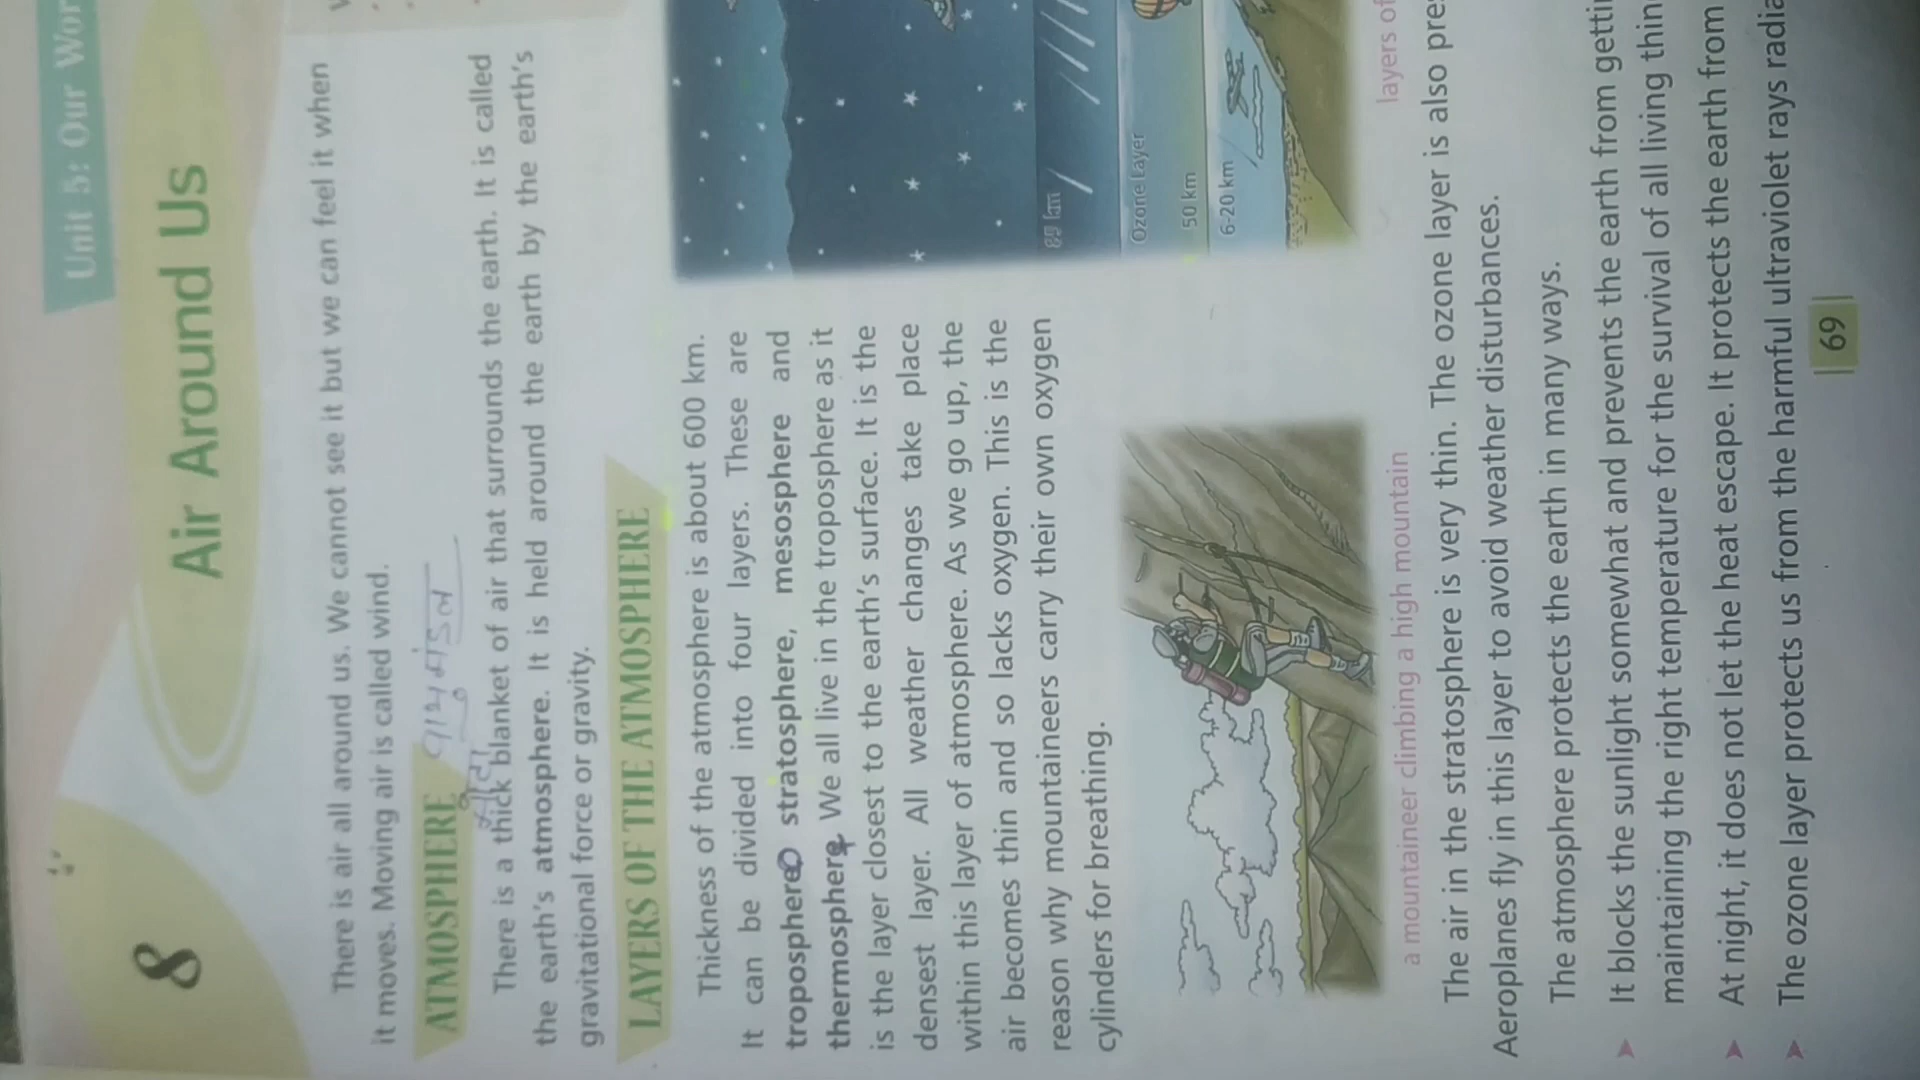 Unit 5: Our
8
Air Around Us
There is air all around us. We cannot see it but we can feel it when
it moves. Moving air is called wind.
ATMOSPHERE वायुमंडल
मोटा
There is a thick blanket of air that surrounds the earth. It is called
the earth's atmosphere. It is held around the earth by the earth's
gravitational force or gravity.
LAYERS OF THE ATMOSPHERE
Thickness of the atmosphere is about 600 km.
It can be divided into four layers. These are
troposphere, stratosphere, mesosphere and
thermosphere. We all live in the troposphere as it
is the layer closest to the earth's surface. It is the
densest layer. All weather changes take place
within this layer of atmosphere. As we go up, the
air becomes thin and so lacks oxygen. This is the
reason why mountaineers carry their own oxygen
cylinders for breathing.
km
Ozone Layer
50 km
6-20 km
layers of
a mountaineer climbing a high mountain
The air in the stratosphere is very thin. The ozone layer is also
Aeroplanes fly in this layer to avoid weather disturbances.
The atmosphere protects the earth in many ways.
➤ It blocks the sunlight somewhat and prevents the earth from
maintaining the right temperature for the survival of all living
➤ At night, it does not let the heat escape. It protects the earth from
➤ The ozone layer protects us from the harmful ultraviolet rays
69